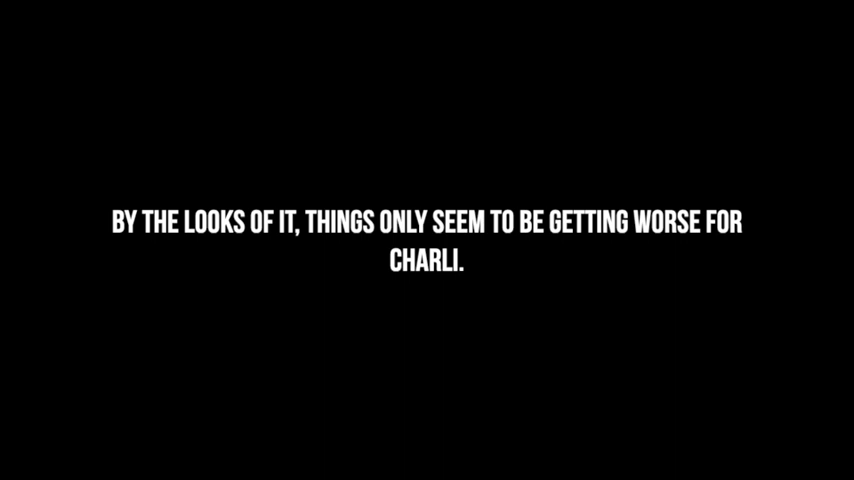 BY THE LOOKS OF IT, THINGS ONLY SEEM TO BE GETTING WORSE FOR
CHARLI.